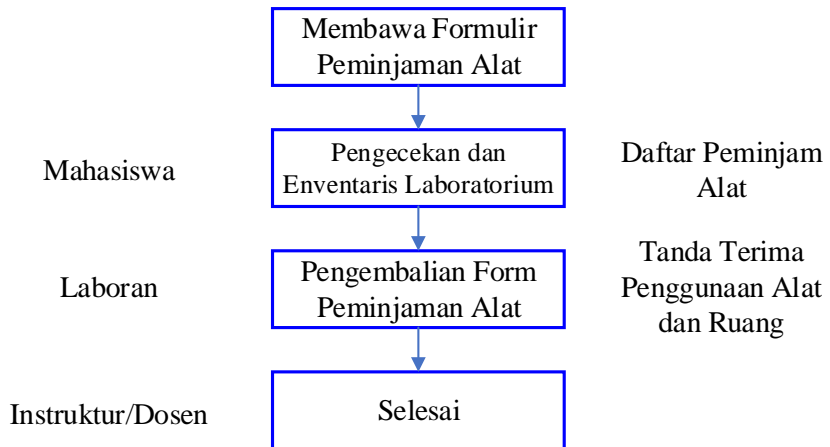 Membawa Formulir
Peminjaman Alat
Mahasiswa
Pengecekan dan
Enventaris Laboratorium
Daftar Peminjam
Alat
Laboran
Pengembalian Form
Peminjaman Alat
Tanda Terima
Penggunaan Alat
dan Ruang
Instruktur/Dosen
Selesai